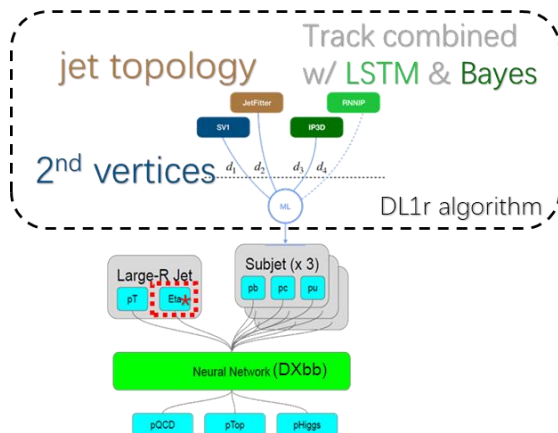 Track combined
jet topology
w/ LSTM & Bayes
JetFitter
RNNIP
SV1
IP3D
2nd vertices
d1
d2
d3
d4
ML
DL1r algorithm
Large-R Jet
Subjet (x 3)
pT
Eta*
pb
pc
pu
Neural Network (DXbb)
pQCD
pTop
pHiggs